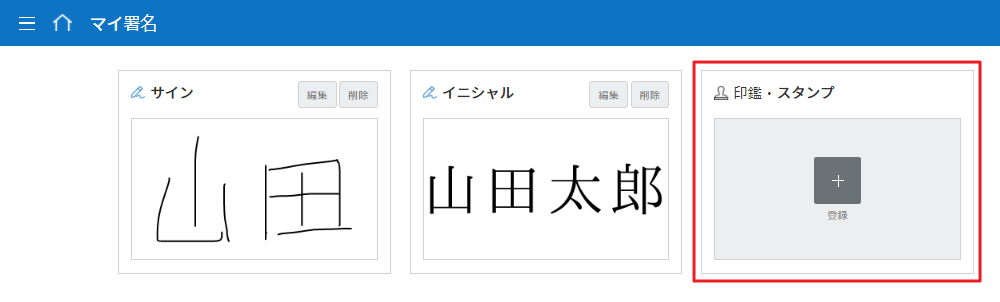 マイ署名
サイン 編集 削除
山田
イニシャル 編集 削除
山田太郎
印鑑・スタンプ
登録